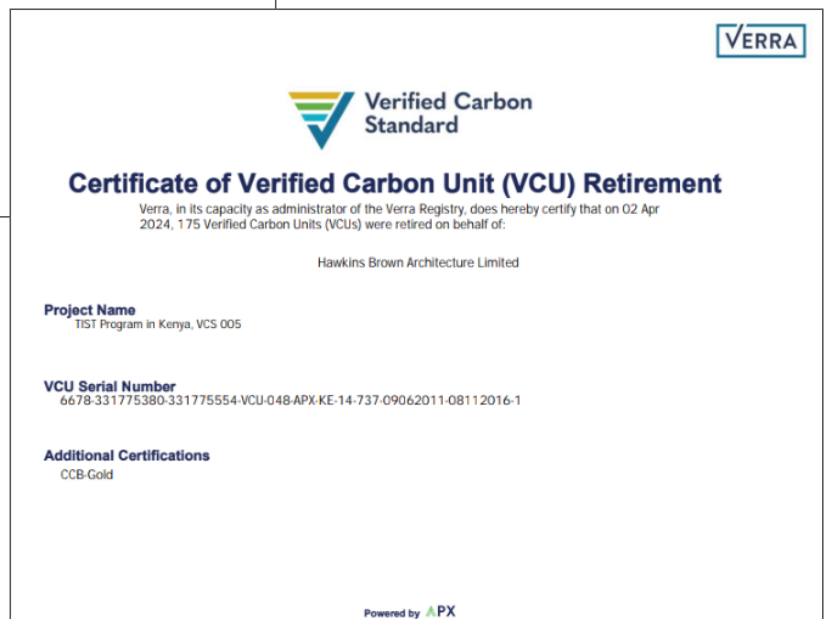 VERRA
Verified Carbon
Standard
Certificate of Verified Carbon Unit (VCU) Retirement
Verra, in its capacity as administrator of the Verra Registry, does hereby certify that on 02 Apr
2024, 175 Verified Carbon Units (VCUs) were retired on behalf of:
Hawkins Brown Architecture Limited
Project Name
TIST Program in Kenya, VCS 005
VCU Serial Number
6678-331775380-331775554-VCU-048-APX-KE-14-737-09062011-08112016-1
Additional Certifications
CCB-Gold
Powered by APX